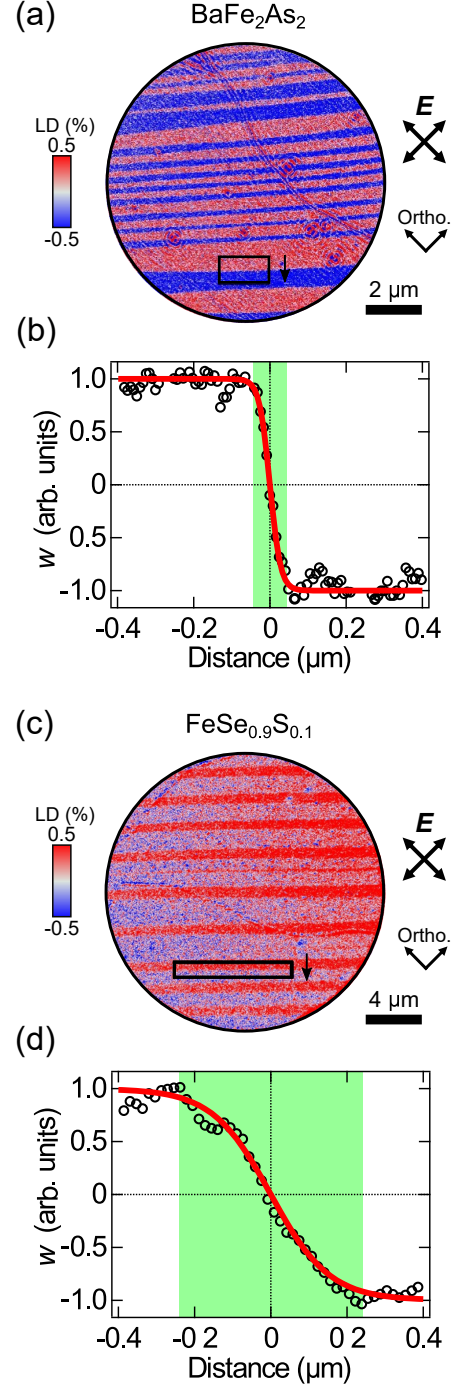 (a)
BaFe₂As₂
LD (%)
0.5
-0.5
E
Ortho.
2 μm
(b)
w (arb. units)
1.0
0.5
0
-0.5
-1.0
-0.4 -0.2 0 0.2 0.4
Distance (μm)
(c)
FeSe₀.₉S₀.₁
LD (%)
0.5
-0.5
E
Ortho.
4 μm
(d)
w (arb. units)
1.0
0.5
0
-0.5
-1.0
-0.4 -0.2 0 0.2 0.4
Distance (μm)